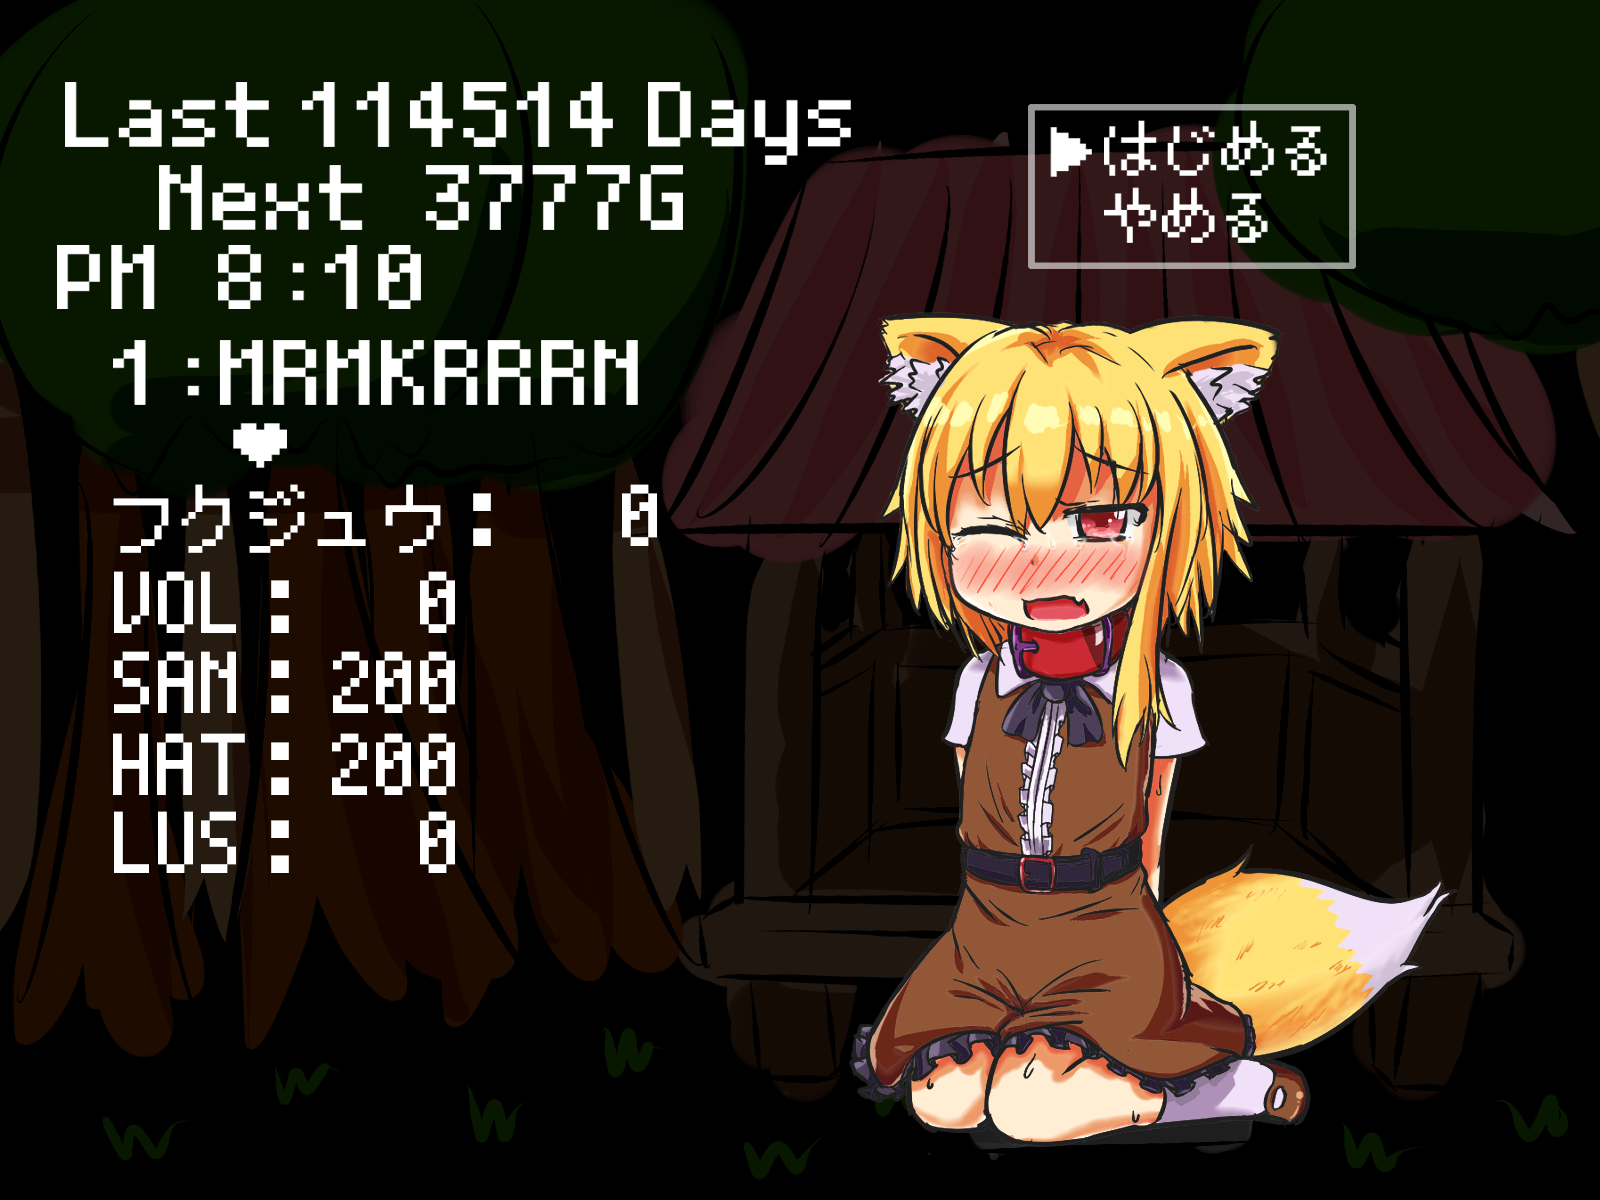 Last 114514 Days
Next 3777G
PM 8:10
1:MRMKRRRN
♥
フクジュウ: 0
VOL: 0
SAN: 200
HAT: 200
LUS: 0
▶はじめる
やめる